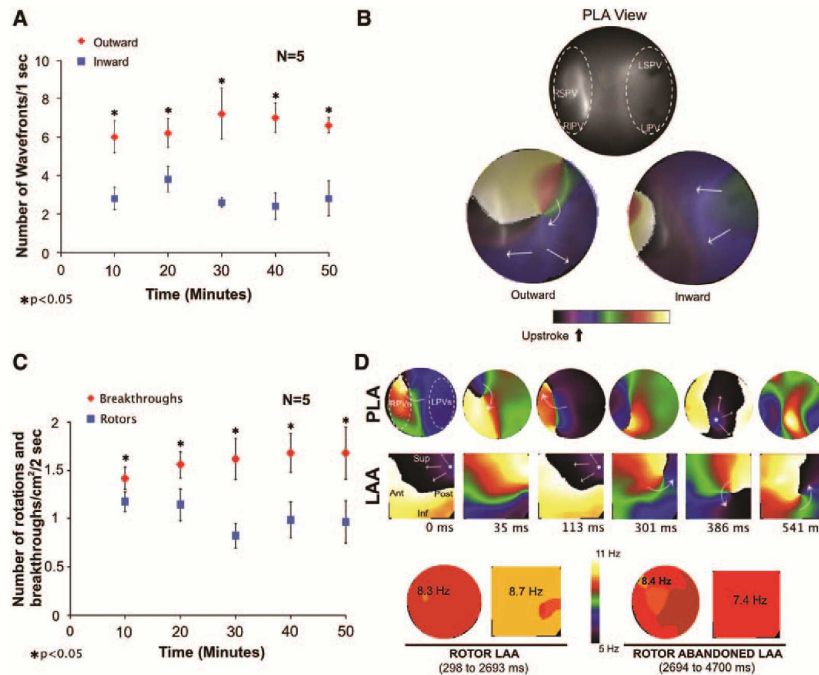 A
Outward
Inward
N=5
Number of Wavefronts/1 sec
10
8
6
4
2
0
* * * * *
0 10 20 30 40 50
Time (Minutes)
*p<0.05
B
PLA View
RSPV
RIPV
LSPV
LIPV
Outward
Inward
Upstroke
C
Breakthroughs
Rotors
N=5
Number of rotations and
breakthroughs/cm²/2 sec
2
1.5
1
0.5
0
* * * * *
0 10 20 30 40 50
Time (Minutes)
*p<0.05
D
PLA
RPVs
LPVs
LAA
Sup
Ant
Post
Inf
0 ms
35 ms
113 ms
301 ms
386 ms
541 ms
8.3 Hz
8.7 Hz
11 Hz
5 Hz
8.4 Hz
7.4 Hz
ROTOR LAA
(298 to 2693 ms)
ROTOR ABANDONED LAA
(2694 to 4700 ms)